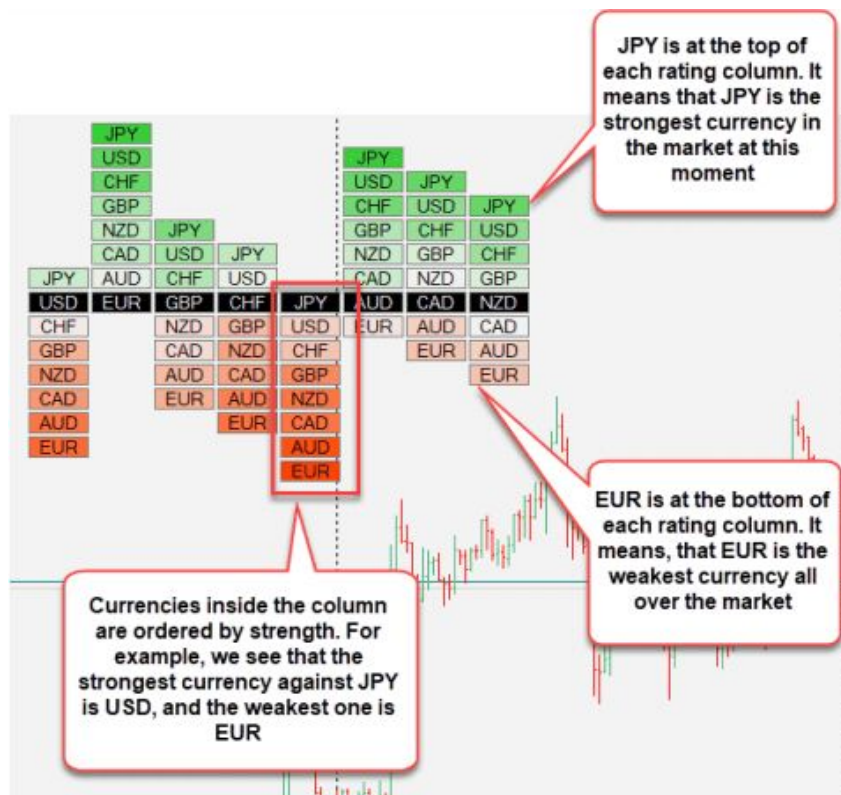 JPY is at the top of
each rating column. It
means that JPY is the
strongest currency in
the market at this
moment
JPY
USD
CHF
GBP
NZD
CAD
AUD
EUR
JPY
USD
CHF
GBP
NZD
CAD
AUD
EUR
JPY
USD
CHF
GBP
NZD
CAD
AUD
EUR
JPY
USD
CHF
GBP
NZD
CAD
AUD
EUR
JPY
USD
CHF
GBP
NZD
CAD
AUD
EUR
JPY
USD
CHF
GBP
NZD
CAD
AUD
EUR
JPY
USD
CHF
GBP
NZD
CAD
AUD
EUR
JPY
USD
CHF
GBP
NZD
CAD
AUD
EUR
EUR is at the bottom of
each rating column. It
means, that EUR is the
weakest currency all
over the market
Currencies inside the column
are ordered by strength. For
example, we see that the
strongest currency against JPY
is USD, and the weakest one is
EUR